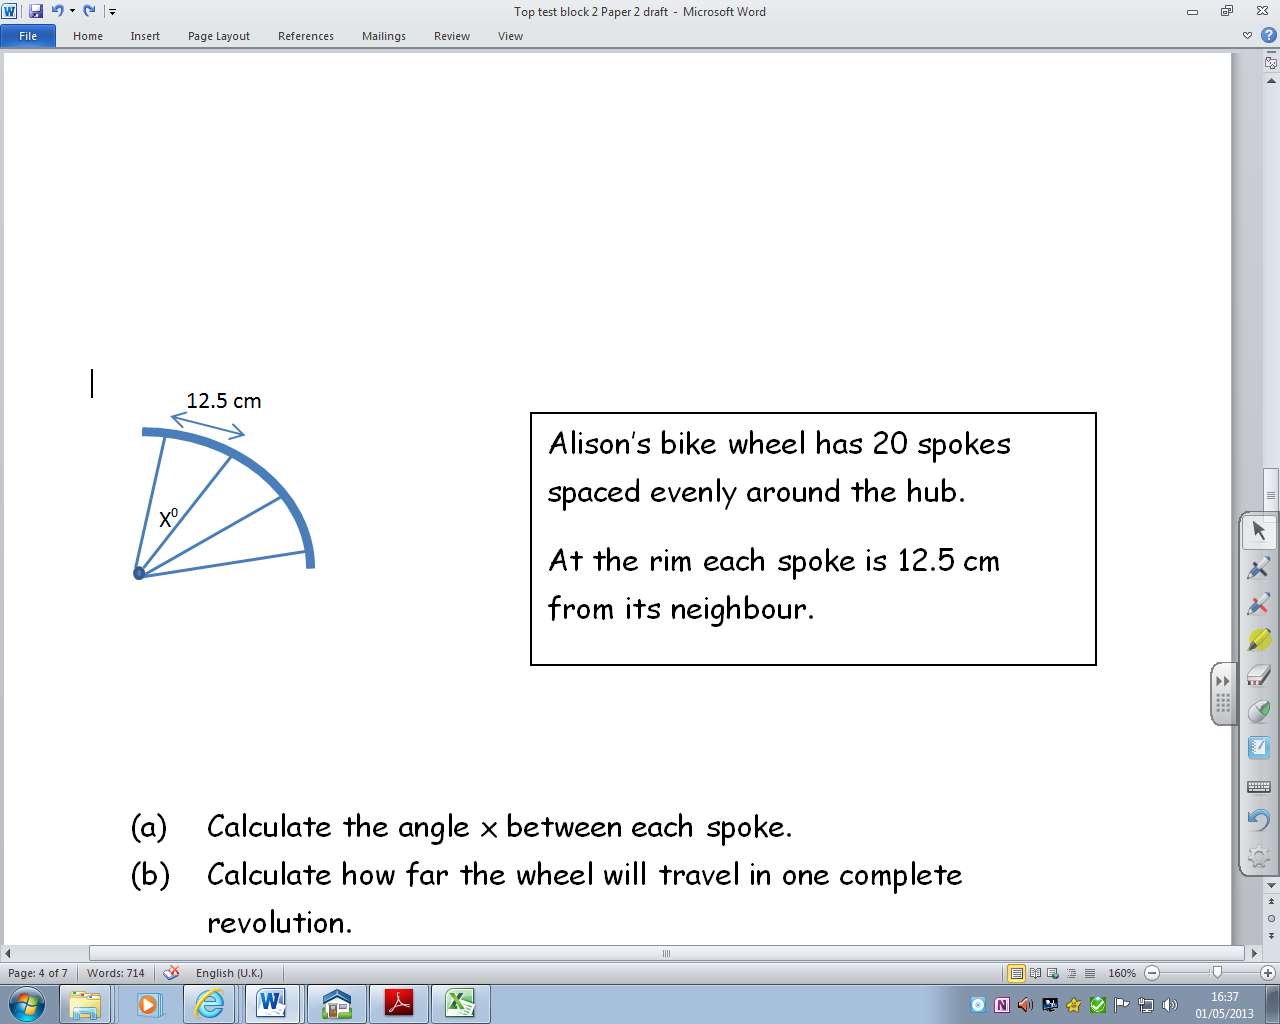 Top test block 2 Paper 2 draft - Microsoft Word
File Home Insert Page Layout References Mailings Review View
12.5 cm
X⁰
Alison's bike wheel has 20 spokes
spaced evenly around the hub.
At the rim each spoke is 12.5 cm
from its neighbour.
(a) Calculate the angle x between each spoke.
(b) Calculate how far the wheel will travel in one complete
revolution.
Page: 4 of 7 Words: 714 English (U.K.) 160%
16:37
01/05/2013